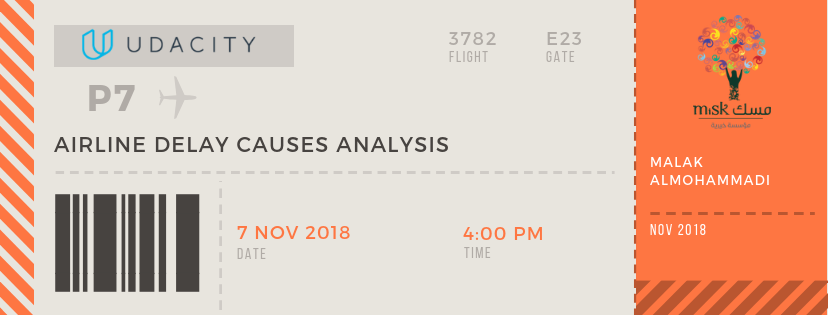 UDACITY
3782
FLIGHT
E23
GATE
P7
AIRLINE DELAY CAUSES ANALYSIS
7 NOV 2018
DATE
4:00 PM
TIME
misk مسك
MALAK
ALMOHAMMADI
NOV 2018